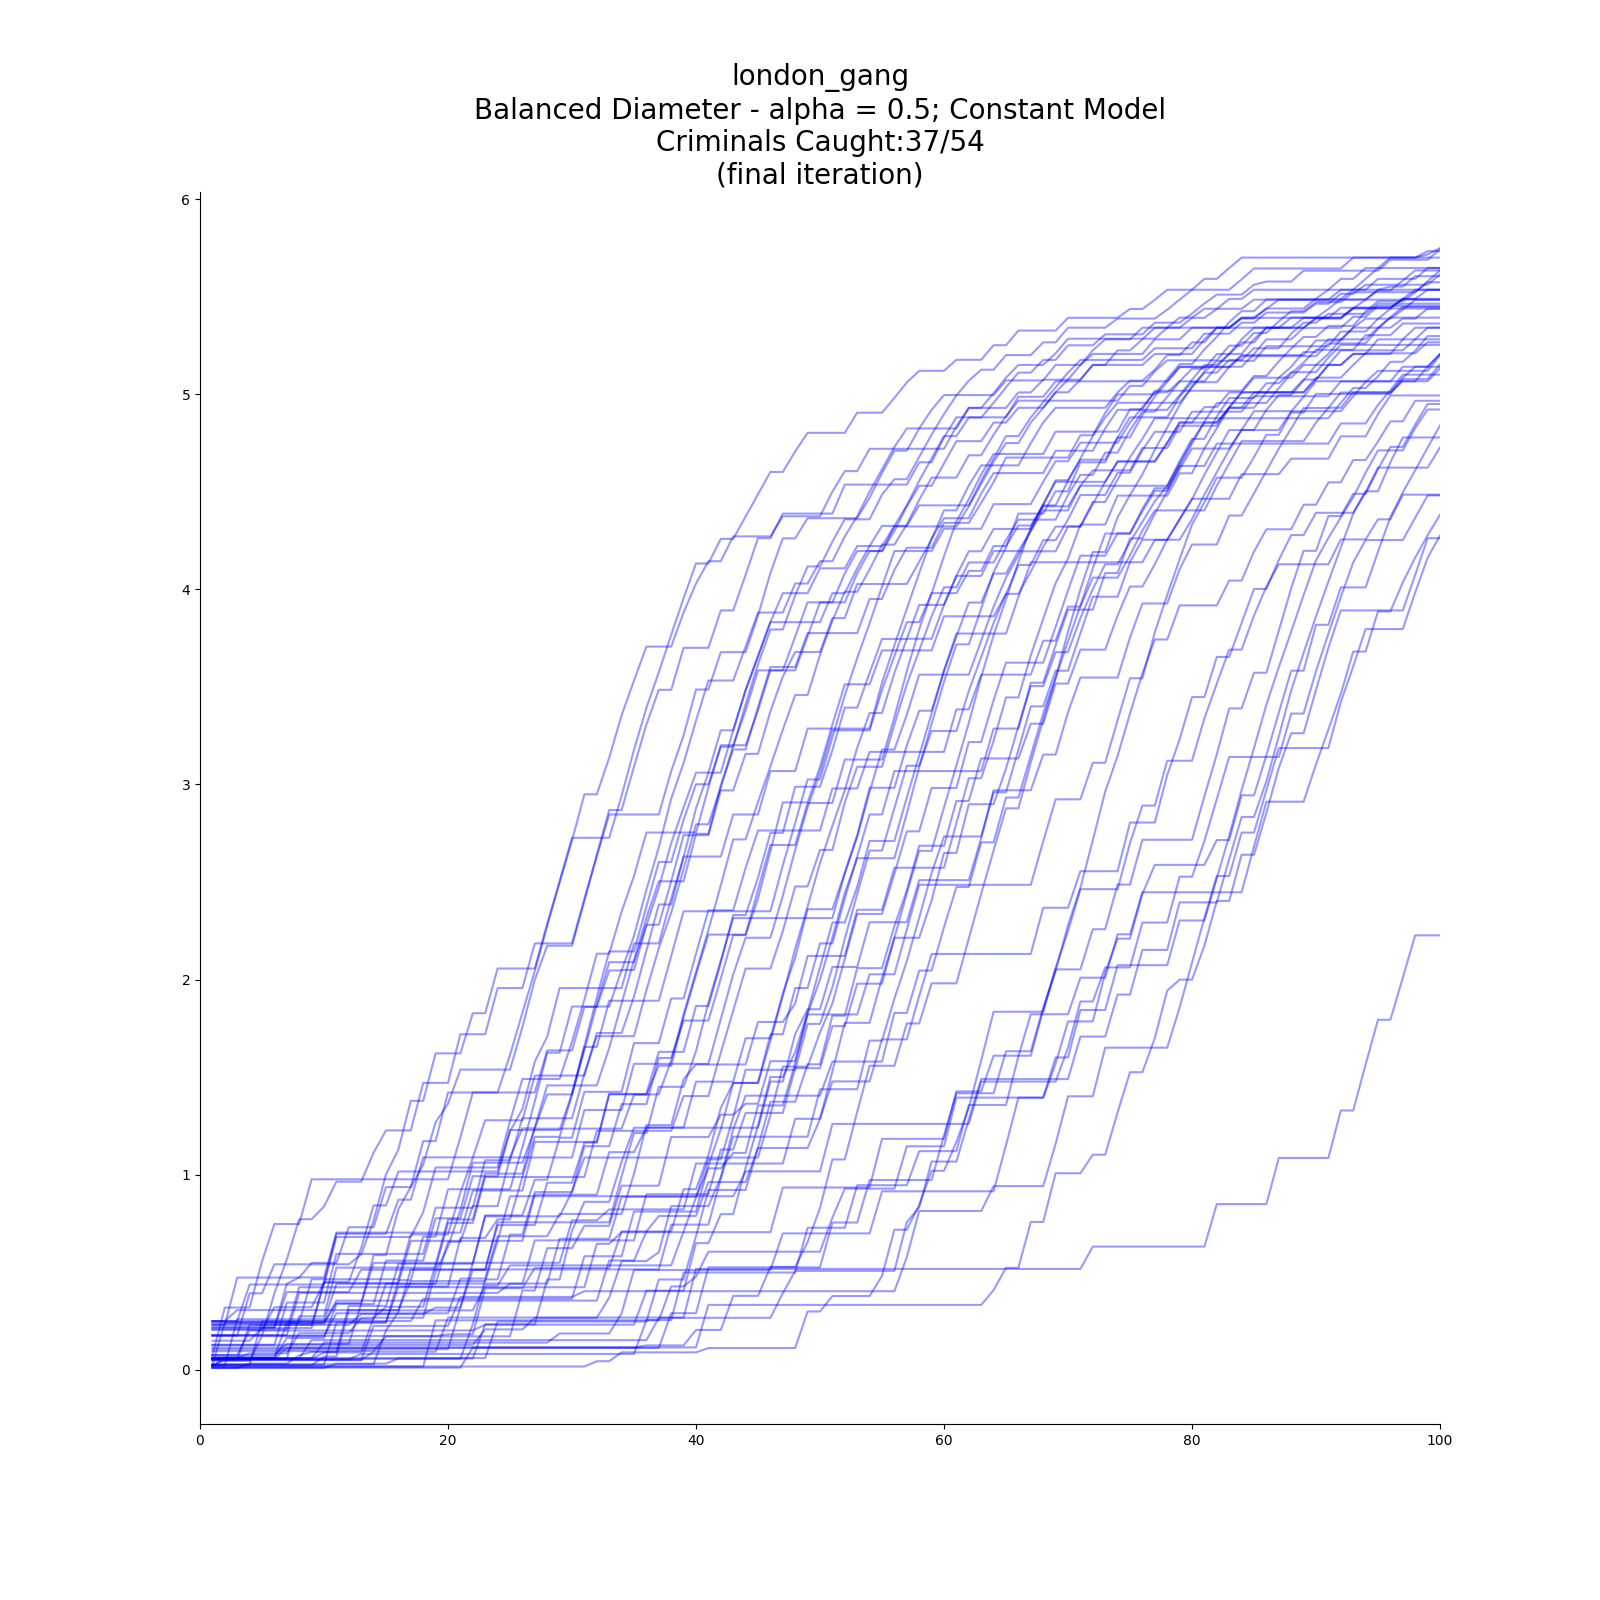 london_gang
Balanced Diameter - alpha = 0.5; Constant Model
Criminals Caught:37/54
(final iteration)
6
5
4
3
2
1
0
0 20 40 60 80 100